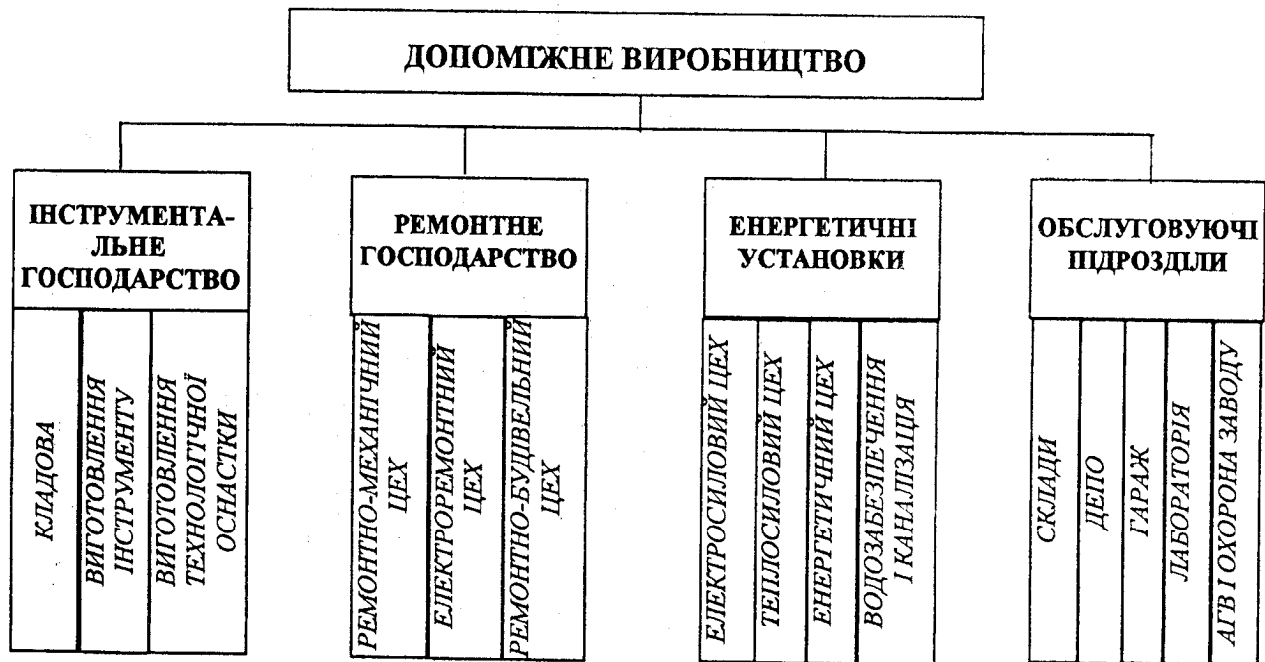 ДОПОМІЖНЕ ВИРОБНИЦТВО
ІНСТРУМЕНТА-
ЛЬНЕ
ГОСПОДАРСТВО
КЛАДОВА
ВИГОТОВЛЕННЯ
ІНСТРУМЕНТУ
ВИГОТОВЛЕННЯ
ТЕХНОЛОГІЧНОЇ
ОСНАСТКИ
РЕМОНТНЕ
ГОСПОДАРСТВО
РЕМОНТНО-МЕХАНІЧНИЙ
ЦЕХ
ЕЛЕКТРОРЕМОНТНИЙ
ЦЕХ
РЕМОНТНО-БУДІВЕЛЬНИЙ
ЦЕХ
ЕНЕРГЕТИЧНІ
УСТАНОВКИ
ЕЛЕКТРОСИЛОВИЙ ЦЕХ
ТЕПЛОСИЛОВИЙ ЦЕХ
ЕНЕРГЕТИЧНИЙ ЦЕХ
ВОДОЗАБЕЗПЕЧЕННЯ
І КАНАЛІЗАЦІЯ
ОБСЛУГОВУЮЧІ
ПІДРОЗДІЛИ
СКЛАДИ
ДЕПО
ГАРАЖ
ЛАБОРАТОРІЯ
АГВ І ОХОРОНА ЗАВОДУ